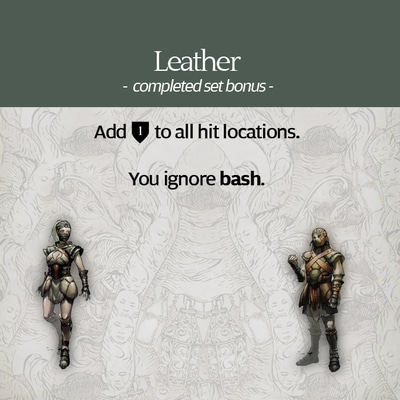 Leather
- completed set bonus -
Add 1 to all hit locations.
You ignore bash.